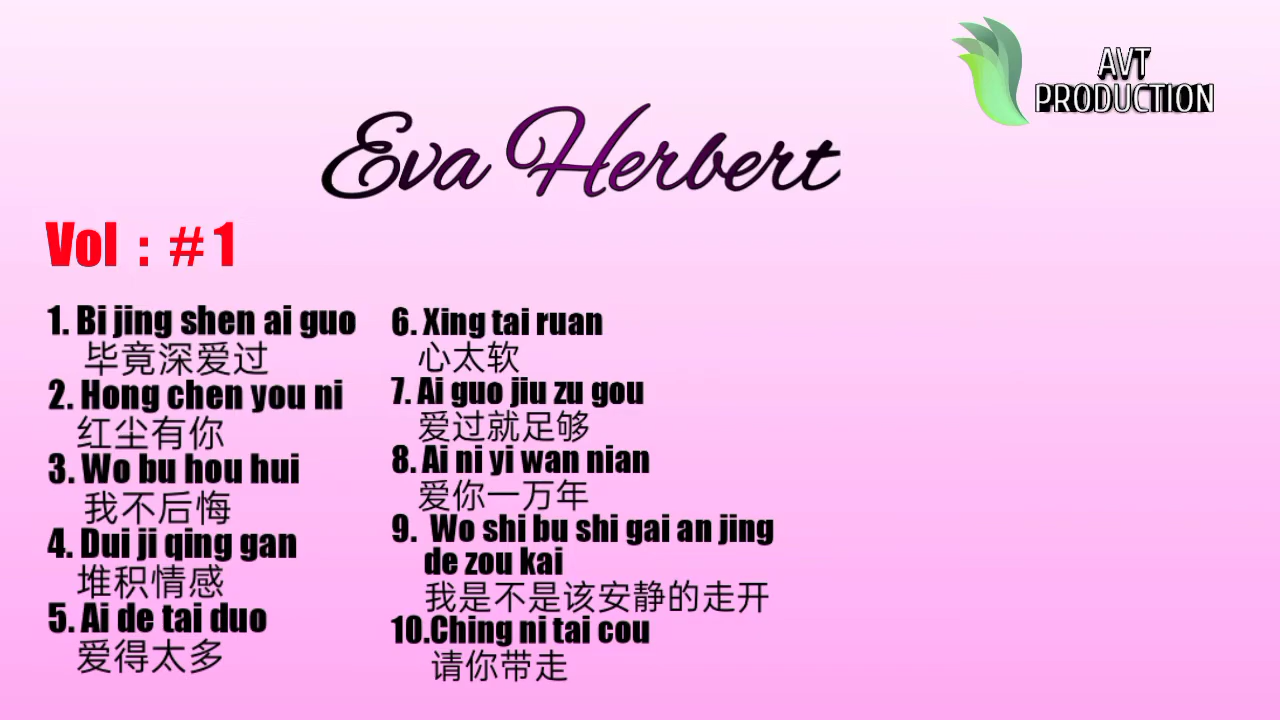 AVT
PRODUCTION
Eva Herbert
Vol : #1
1. Bi jing shen ai guo
毕竟深爱过
2. Hong chen you ni
红尘有你
3. Wo bu hou hui
我不后悔
4. Dui ji qing gan
堆积情感
5. Ai de tai duo
爱得太多
6. Xing tai ruan
心太软
7. Ai guo jiu zu gou
爱过就足够
8. Ai ni yi wan nian
爱你一万年
9. Wo shi bu shi gai an jing
de zou kai
我是不是该安静的走开
10.Ching ni tai cou
请你带走